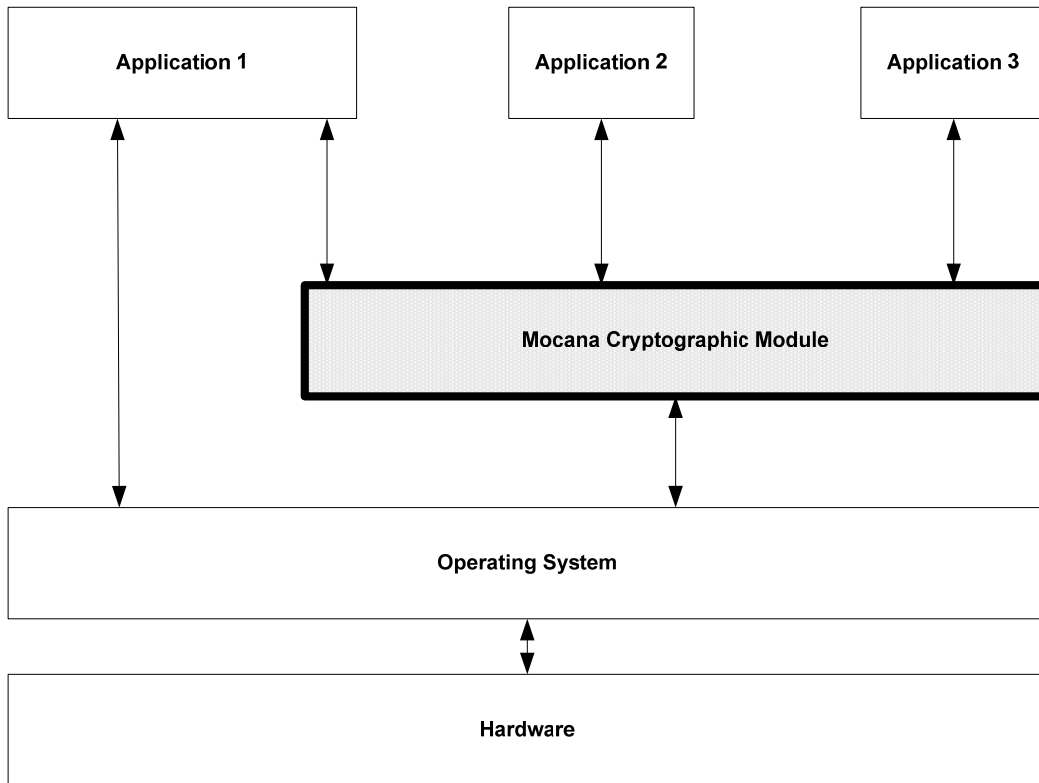 Application 1
Application 2
Application 3
Mocana Cryptographic Module
Operating System
Hardware